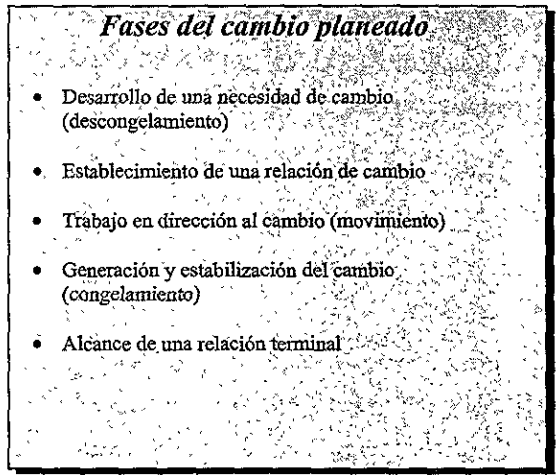 Fases del cambio planeado
• Desarrollo de una necesidad de cambio
(descongelamiento)
• Establecimiento de una relación de cambio
• Trabajo en dirección al cambio (movimiento)
• Generación y estabilización del cambio
(congelamiento)
• Alcance de una relación terminal